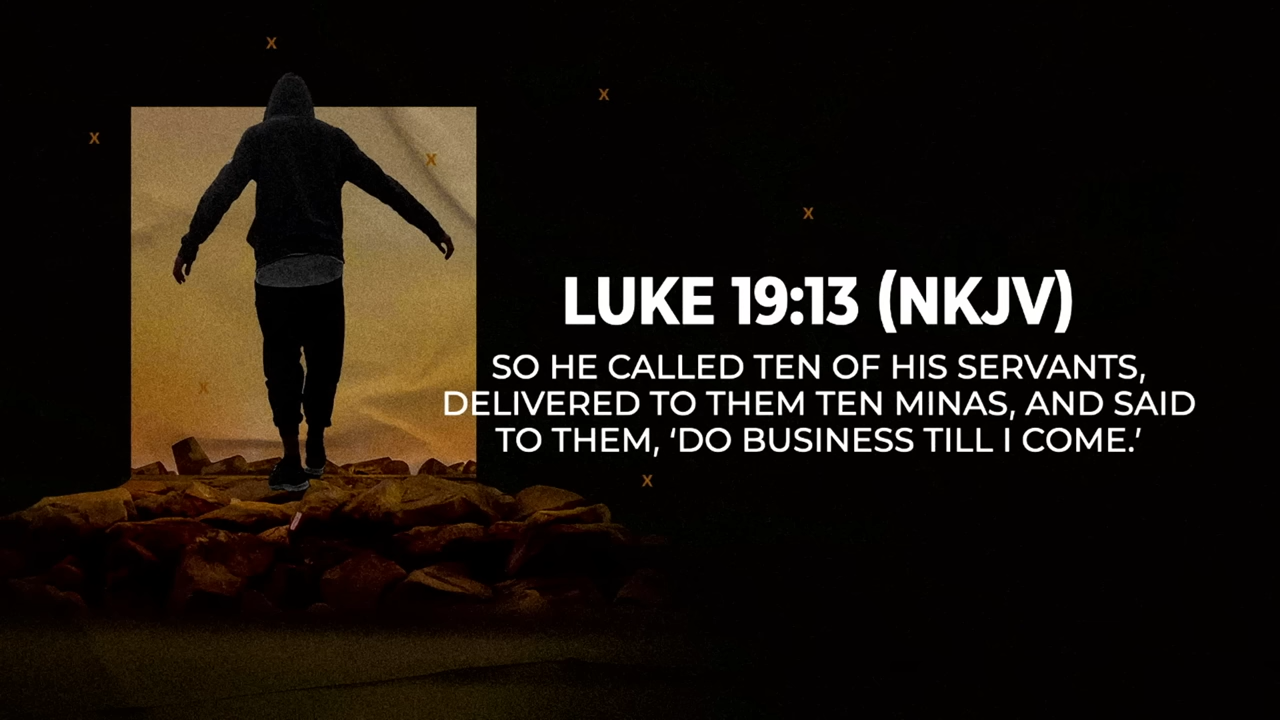 x
x
x
x
x
LUKE 19:13 (NKJV)
SO HE CALLED TEN OF HIS SERVANTS,
DELIVERED TO THEM TEN MINAS, AND SAID
TO THEM, ‘DO BUSINESS TILL I COME.’
x
x